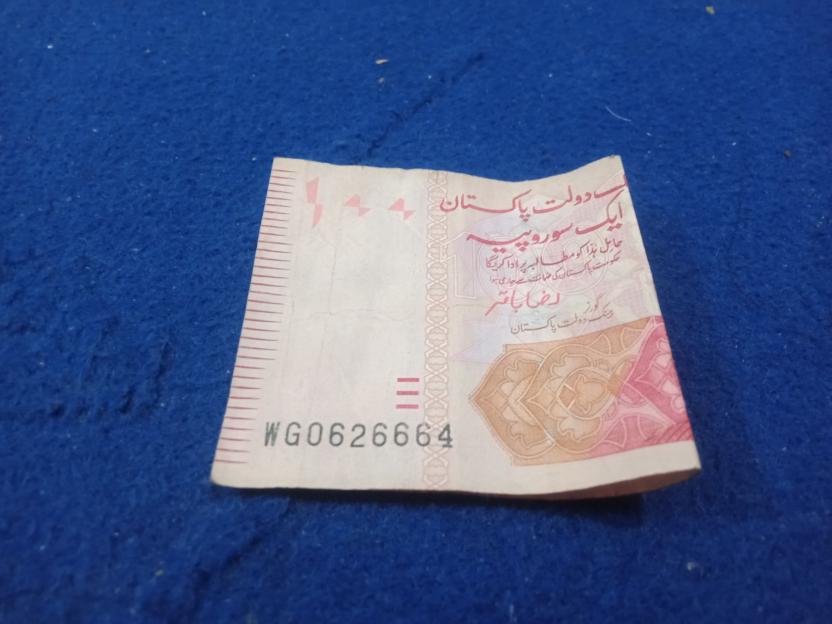 دولت پاکستان
ایک سو روپیہ
حامل ہذا کو مطالبہ پر ادا کریگا
حکومت پاکستان کی ضمانت سے جاری ہوا
رضا باقر
گورنر
بینک دولت پاکستان
WG0626664